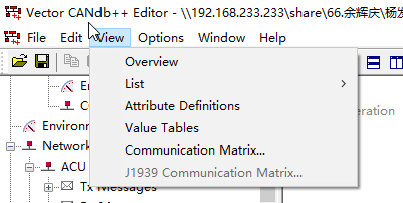 Vector CANdb++ Editor - \\192.168.233.233\share\66.余辉庆\杨发
File Edit View Options Window Help
Overview
List
Attribute Definitions
Value Tables
Communication Matrix...
J1939 Communication Matrix...
Environ
Network
ACU
Tx Messages
eration